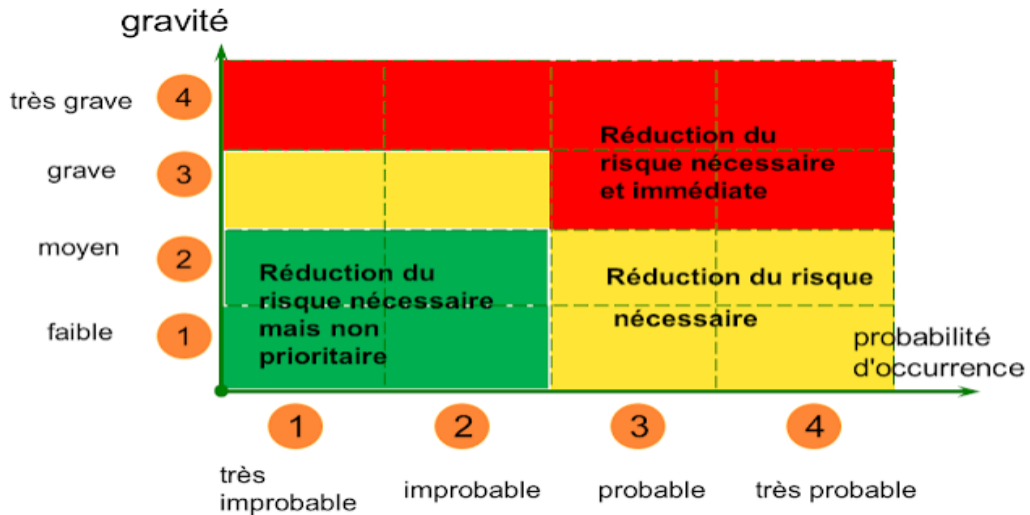 gravité
très grave
4
Réduction du
risque nécessaire
et immédiate
grave
3
moyen
2
Réduction du
risque nécessaire
mais non
prioritaire
Réduction du risque
nécessaire
faible
1
probabilité
d'occurrence
1
2
3
4
très
improbable
improbable
probable
très probable